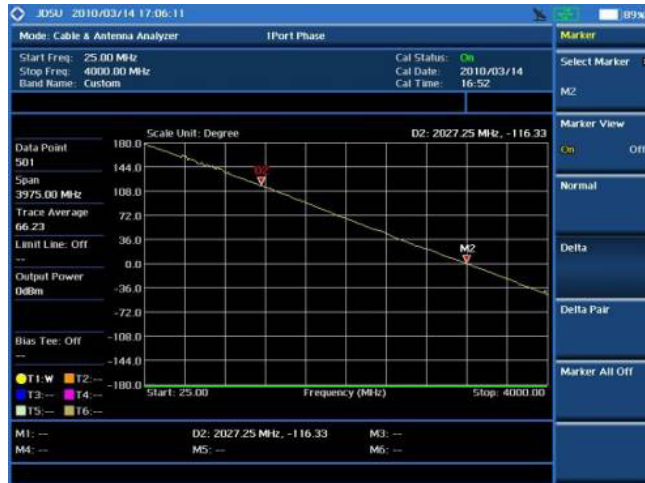 JDSU 2010/03/14 17:06:11
89%
Mode: Cable & Antenna Analyzer 1Port Phase
Marker
Start Freq: 25.00 MHz Cal Status: On
Stop Freq: 4000.00 MHz Cal Date: 2010/03/14
Band Name: Custom Cal Time: 16:52
Select Marker
M2
Marker View
On Off
Normal
Delta
Delta Pair
Marker All Off
Scale Unit: Degree D2: 2027.25 MHz, -116.33
Data Point
501
Span
3975.00 MHz
Trace Average
66.23
Limit Line: Off
--
Output Power
0dBm
Bias Tee: Off
--
T1:W T2:--
T3:-- T4:--
T5:-- T6:--
180.0
144.0
108.0
72.0
36.0
0.0
-36.0
-72.0
-108.0
-144.0
-180.0
D2
M2
Start: 25.00 Frequency (MHz) Stop: 4000.00
M1: -- D2: 2027.25 MHz, -116.33 M3: --
M4: -- M5: -- M6: --